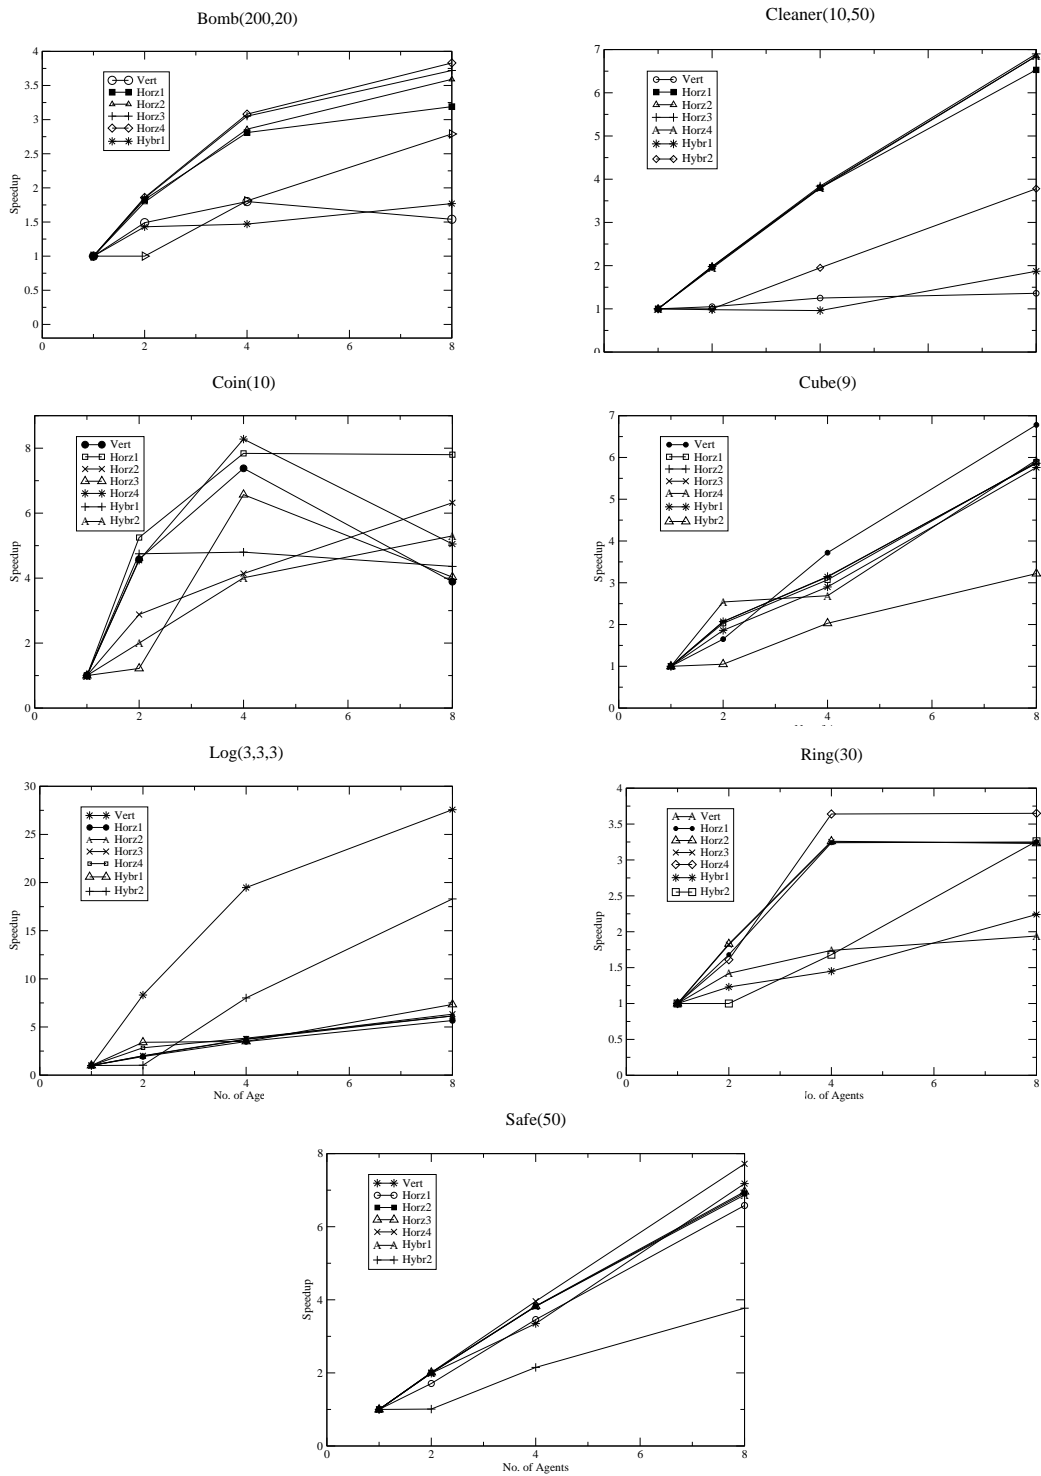 Bomb(200,20)
4
3.5
3
2.5
2
1.5
1
0.5
0
Speedup
Vert
Horz1
Horz2
Horz3
Horz4
Hybr1
0 2 4 6 8
Cleaner(10,50)
7
6
5
4
3
2
1
0
Vert
Horz1
Horz2
Horz3
Horz4
Hybr1
Hybr2
Coin(10)
8
6
4
2
0
Speedup
Vert
Horz1
Horz2
Horz3
Horz4
Hybr1
Hybr2
0 2 4 6 8
Cube(9)
7
6
5
4
3
2
1
0
Speedup
Vert
Horz1
Horz2
Horz3
Horz4
Hybr1
Hybr2
0 2 4 6 8
Log(3,3,3)
30
25
20
15
10
5
0
Speedup
Vert
Horz1
Horz2
Horz3
Horz4
Hybr1
Hybr2
0 2 4 6 8
No. of Age
Ring(30)
4
3.5
3
2.5
2
1.5
1
0.5
0
Speedup
Vert
Horz1
Horz2
Horz3
Horz4
Hybr1
Hybr2
0 2 4 6 8
o. of Agents
Safe(50)
8
6
4
2
0
Speedup
Vert
Horz1
Horz2
Horz3
Horz4
Hybr1
Hybr2
0 2 4 6 8
No. of Agents